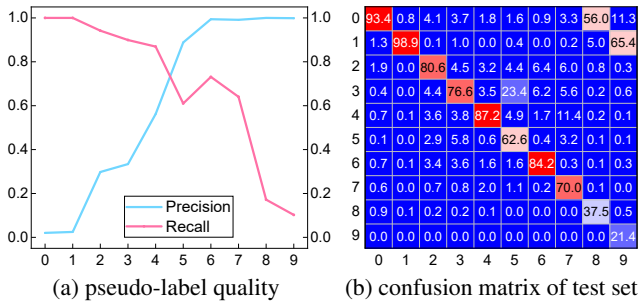 1.0 1.0
0.8 0.8
0.6 0.6
0.4 0.4
0.2 0.2
0.0 0.0
Precision
Recall
0 1 2 3 4 5 6 7 8 9
(a) pseudo-label quality
0 93.4 0.8 4.1 3.7 1.8 1.6 0.9 3.3 56.0 11.3
1 1.3 98.9 0.1 1.0 0.0 0.4 0.0 0.2 5.0 65.4
2 1.9 0.0 80.6 4.5 3.2 4.4 6.4 6.0 0.8 0.3
3 0.4 0.0 4.4 76.6 3.5 23.4 6.2 5.6 0.2 0.6
4 0.7 0.1 3.6 3.8 87.2 4.9 1.7 11.4 0.2 0.1
5 0.1 0.0 2.9 5.8 0.6 62.6 0.4 3.2 0.1 0.1
6 0.7 0.1 3.4 3.6 1.6 1.6 84.2 0.3 0.1 0.3
7 0.6 0.0 0.7 0.8 2.0 1.1 0.2 70.0 0.1 0.0
8 0.9 0.1 0.2 0.2 0.1 0.0 0.0 0.0 37.5 0.5
9 0.0 0.0 0.0 0.0 0.0 0.0 0.0 0.0 0.0 21.4
0 1 2 3 4 5 6 7 8 9
(b) confusion matrix of test set